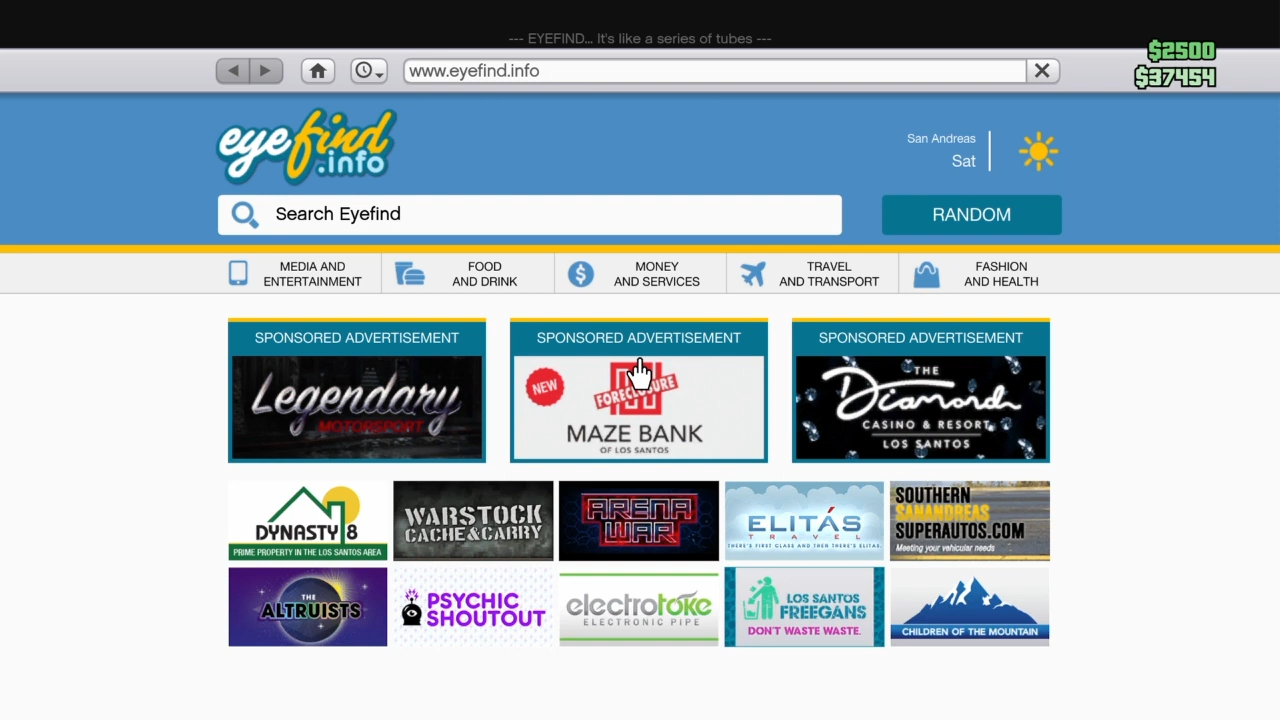 --- EYEFIND... It's like a series of tubes ---
$2500
$37454
www.eyefind.info
eyefind
.info
San Andreas
Sat
Search Eyefind
RANDOM
MEDIA AND
ENTERTAINMENT
FOOD
AND DRINK
MONEY
AND SERVICES
TRAVEL
AND TRANSPORT
FASHION
AND HEALTH
SPONSORED ADVERTISEMENT
Legendary
MOTORSPORT
SPONSORED ADVERTISEMENT
NEW
FORECLOSURE
MAZE BANK
OF LOS SANTOS
SPONSORED ADVERTISEMENT
THE
Diamond
CASINO & RESORT
LOS SANTOS
DYNASTY 8
PRIME PROPERTY IN THE LOS SANTOS AREA
WARSTOCK
CACHE & CARRY
ARENA
WAR
ELITÁS
TRAVEL
THERE'S FIRST CLASS AND THEN THERE'S ELITAS.
SOUTHERN
SANANDREAS
SUPERAUTOS.COM
Meeting your vehicular needs
THE
ALTRUISTS
PSYCHIC
SHOUTOUT
electrotoke
ELECTRONIC PIPE
LOS SANTOS
FREEGANS
DON'T WASTE WASTE.
CHILDREN OF THE MOUNTAIN